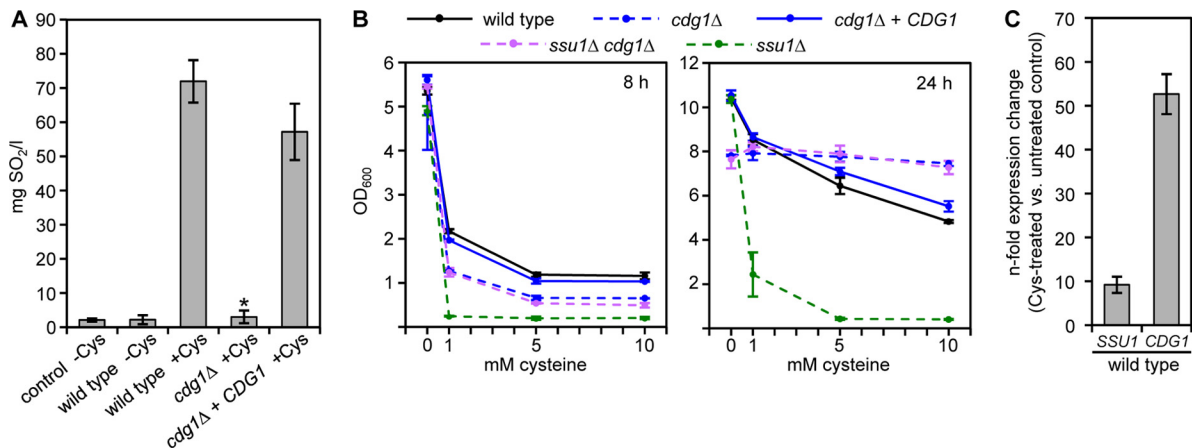 A
mg SO2/l
90
80
70
60
50
40
30
20
10
0
control -Cys
wild type -Cys
wild type +Cys
*
cdg1Δ +Cys
cdg1Δ + CDG1 +Cys
B
wild type
cdg1Δ
cdg1Δ + CDG1
ssu1Δ cdg1Δ
ssu1Δ
OD600
6
5
4
3
2
1
0
8 h
0 1 5 10
mM cysteine
12
10
8
6
4
2
0
24 h
0 1 5 10
mM cysteine
C
n-fold expression change
(Cys-treated vs. untreated control)
70
60
50
40
30
20
10
0
SSU1 CDG1
wild type